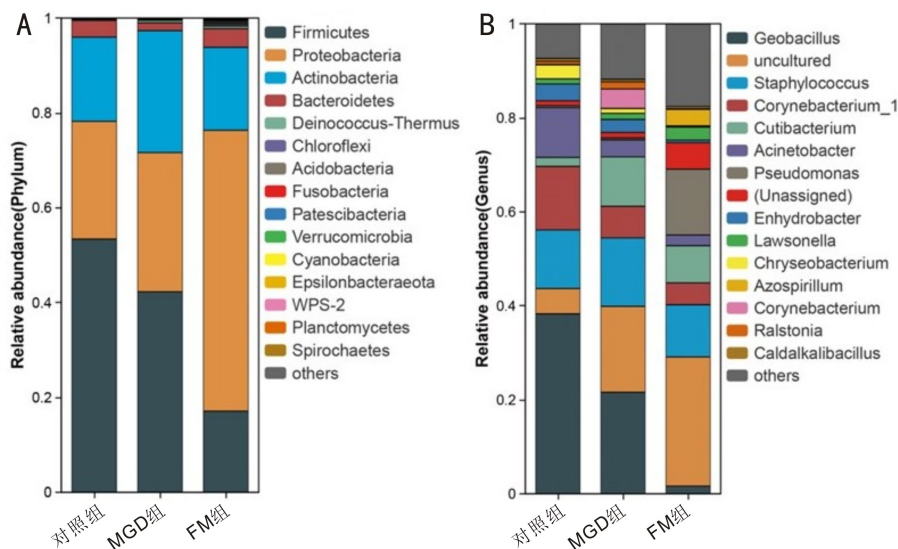 A
Relative abundance(Phylum)
1
0.8
0.6
0.4
0.2
0
对照组
MGD组
FM组
Firmicutes
Proteobacteria
Actinobacteria
Bacteroidetes
Deinococcus-Thermus
Chloroflexi
Acidobacteria
Fusobacteria
Patescibacteria
Verrucomicrobia
Cyanobacteria
Epsilonbacteraeota
WPS-2
Planctomycetes
Spirochaetes
others
B
Relative abundance(Genus)
1
0.8
0.6
0.4
0.2
0
对照组
MGD组
FM组
Geobacillus
uncultured
Staphylococcus
Corynebacterium_1
Cutibacterium
Acinetobacter
Pseudomonas
(Unassigned)
Enhydrobacter
Lawsonella
Chryseobacterium
Azospirillum
Corynebacterium
Ralstonia
Caldalkalibacillus
others